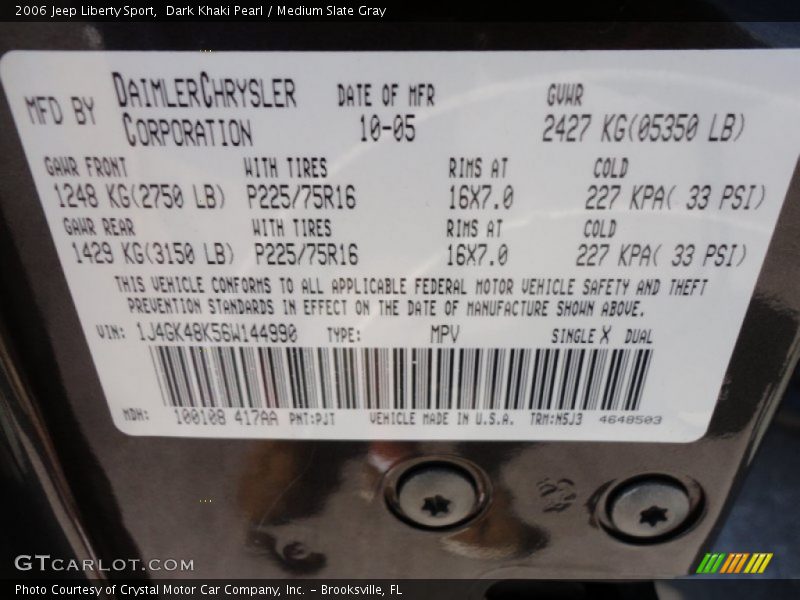 2006 Jeep Liberty Sport,  Dark Khaki Pearl / Medium Slate Gray
MFD BY DAIMLERCHRYSLER CORPORATION DATE OF MFR 10-05 GVWR 2427 KG(05350 LB)
GAWR FRONT WITH TIRES RIMS AT COLD
1248 KG(2750 LB) P225/75R16 16X7.0 227 KPA( 33 PSI)
GAWR REAR WITH TIRES RIMS AT COLD
1429 KG(3150 LB) P225/75R16 16X7.0 227 KPA( 33 PSI)
THIS VEHICLE CONFORMS TO ALL APPLICABLE FEDERAL MOTOR VEHICLE SAFETY AND THEFT
PREVENTION STANDARDS IN EFFECT ON THE DATE OF MANUFACTURE SHOWN ABOVE.
VIN: 1J4GK48K56W144990 TYPE: MPV SINGLE X DUAL
MDH: 100108 417AA PNT:PJT VEHICLE MADE IN U.S.A. TRM:N5J3 4648503
GTCARLOT.COM
Photo Courtesy of Crystal Motor Car Company, Inc. – Brooksville, FL